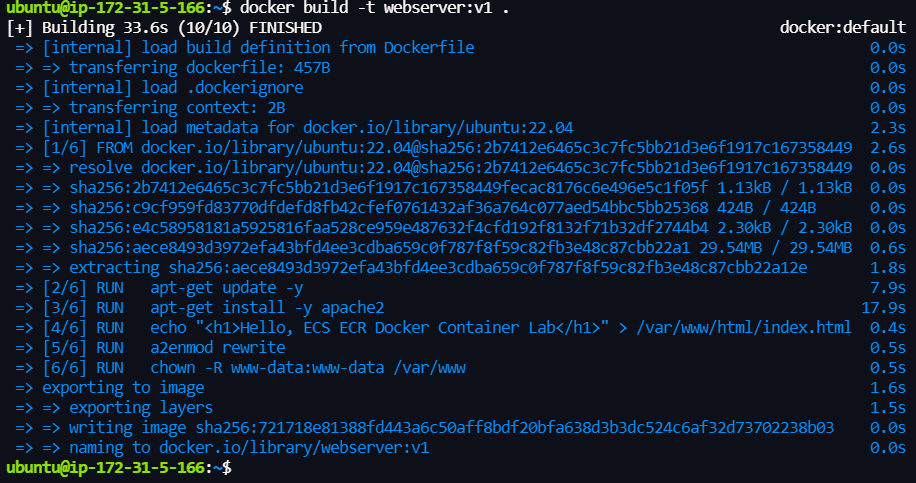 ubuntu@ip-172-31-5-166:~$ docker build -t webserver:v1 .
[+] Building 33.6s (10/10) FINISHED docker:default
=> [internal] load build definition from Dockerfile 0.0s
=> => transferring dockerfile: 457B 0.0s
=> [internal] load .dockerignore 0.0s
=> => transferring context: 2B 0.0s
=> [internal] load metadata for docker.io/library/ubuntu:22.04 2.3s
=> [1/6] FROM docker.io/library/ubuntu:22.04@sha256:2b7412e6465c3c7fc5bb21d3e6f1917c167358449 2.6s
=> => resolve docker.io/library/ubuntu:22.04@sha256:2b7412e6465c3c7fc5bb21d3e6f1917c167358449 0.0s
=> => sha256:2b7412e6465c3c7fc5bb21d3e6f1917c167358449fecac8176c6e496e5c1f05f 1.13kB / 1.13kB 0.0s
=> => sha256:c9cf959fd83770dfdefd8fb42cfef0761432af36a764c077aed54bbc5bb25368 424B / 424B 0.0s
=> => sha256:e4c58958181a5925816faa528ce959e487632f4cfd192f8132f71b32df2744b4 2.30kB / 2.30kB 0.0s
=> => sha256:aece8493d3972efa43bfd4ee3cdba659c0f787f8f59c82fb3e48c87cbb22a1 29.54MB / 29.54MB 0.6s
=> => extracting sha256:aece8493d3972efa43bfd4ee3cdba659c0f787f8f59c82fb3e48c87cbb22a12e 1.8s
=> [2/6] RUN apt-get update -y 7.9s
=> [3/6] RUN apt-get install -y apache2 17.9s
=> [4/6] RUN echo "<h1>Hello, ECS ECR Docker Container Lab</h1>" > /var/www/html/index.html 0.4s
=> [5/6] RUN a2enmod rewrite 0.5s
=> [6/6] RUN chown -R www-data:www-data /var/www 0.5s
=> exporting to image 1.6s
=> => exporting layers 1.5s
=> => writing image sha256:721718e81388fd443a6c50aff8bdf20bfa638d3b3dc524c6af32d73702238b03 0.0s
=> => naming to docker.io/library/webserver:v1 0.0s
ubuntu@ip-172-31-5-166:~$